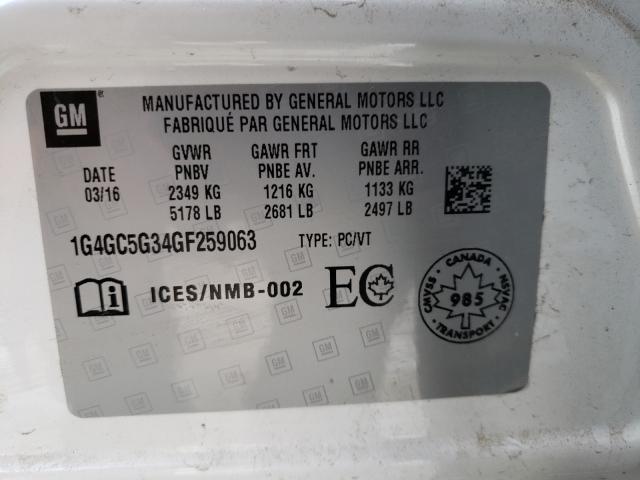 GM
MANUFACTURED BY GENERAL MOTORS LLC
FABRIQUÉ PAR GENERAL MOTORS LLC
DATE
03/16
GVWR
PNBV
2349 KG
5178 LB
GAWR FRT
PNBE AV.
1216 KG
2681 LB
GAWR RR
PNBE ARR.
1133 KG
2497 LB
1G4GC5G34GF259063 TYPE: PC/VT
ICES/NMB-002
EC
CANADA
CMVSS
985
NSVAC
TRANSPORT